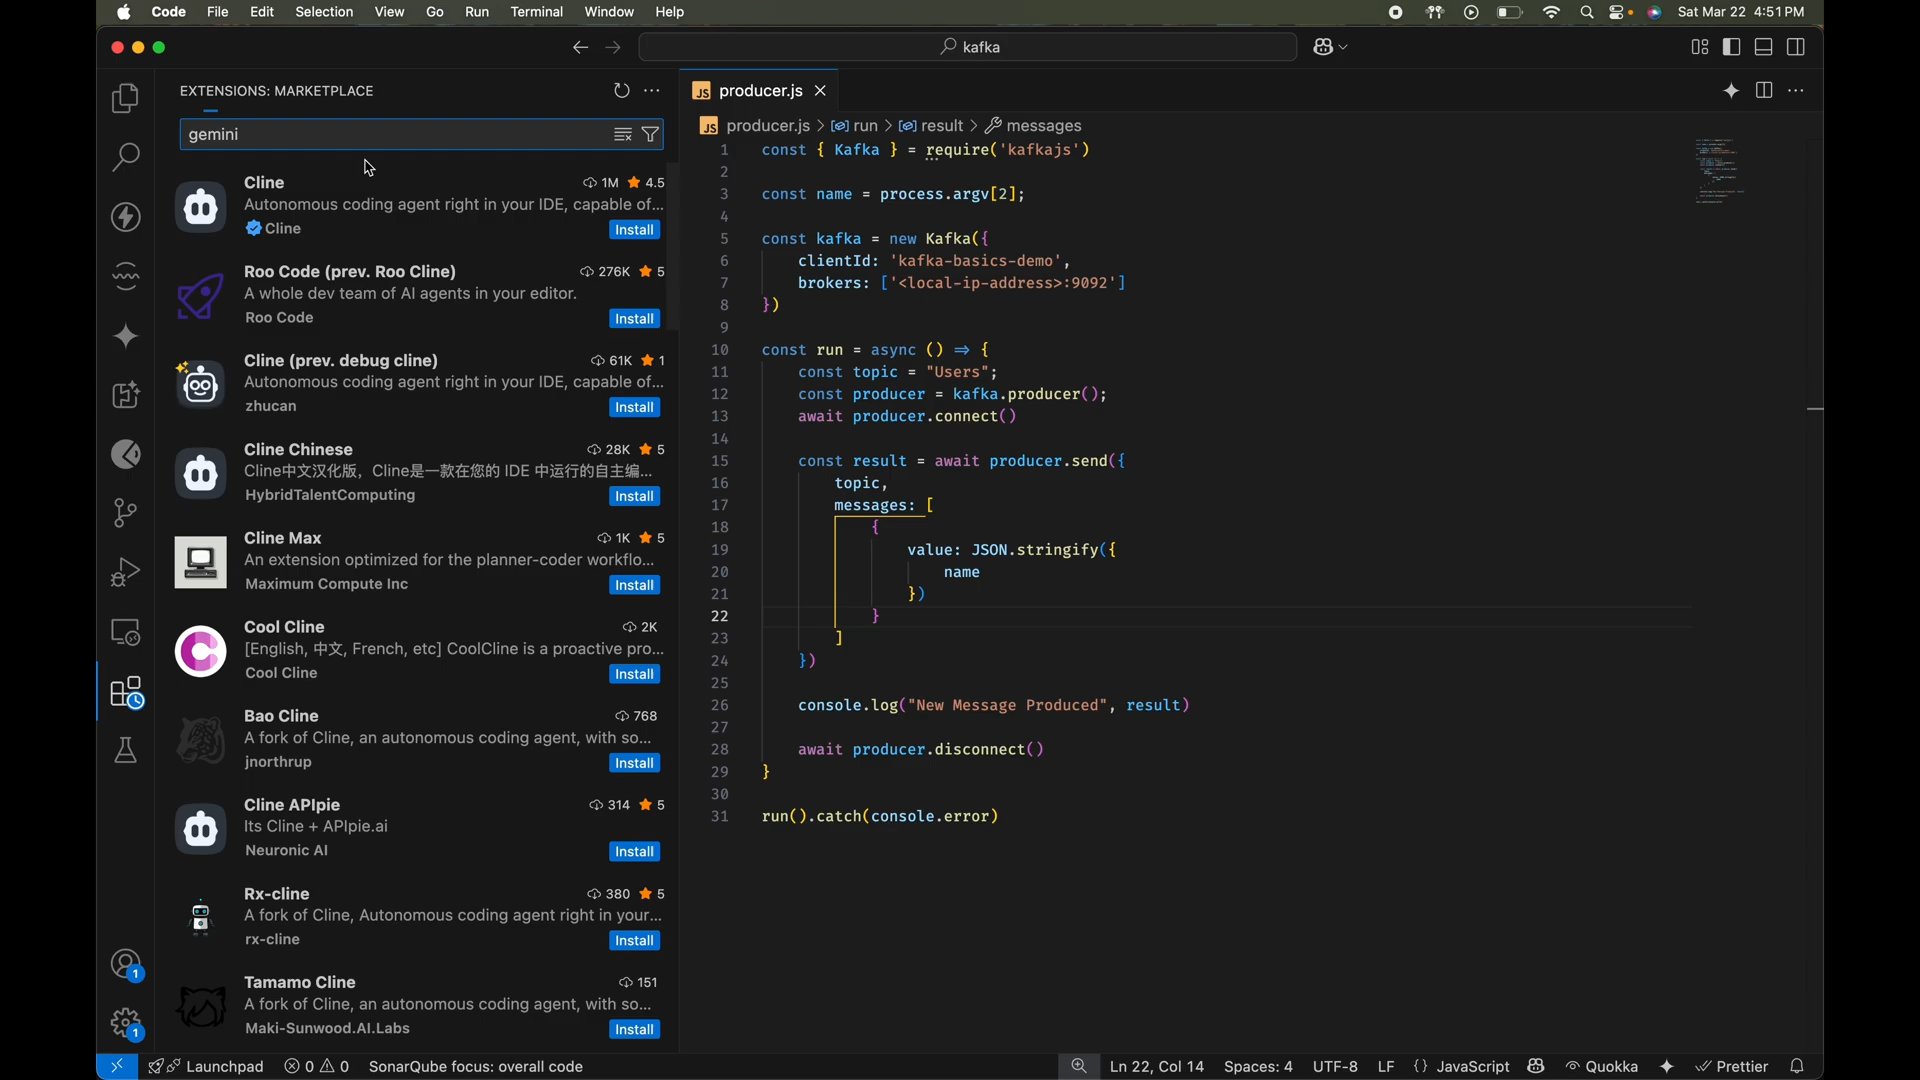 Code File Edit Selection View Go Run Terminal Window Help Sat Mar 22 4:51 PM
kafka
EXTENSIONS: MARKETPLACE
gemini
Cline 1M 4.5
Autonomous coding agent right in your IDE, capable of...
Cline Install
Roo Code (prev. Roo Cline) 276K 5
A whole dev team of AI agents in your editor.
Roo Code Install
Cline (prev. debug cline) 61K 1
Autonomous coding agent right in your IDE, capable of...
zhucan Install
Cline Chinese 28K 5
Cline中文汉化版，Cline是一款在您的 IDE 中运行的自主编...
HybridTalentComputing Install
Cline Max 1K 5
An extension optimized for the planner-coder workflo...
Maximum Compute Inc Install
Cool Cline 2K
[English, 中文, French, etc] CoolCline is a proactive pro...
Cool Cline Install
Bao Cline 768
A fork of Cline, an autonomous coding agent, with so...
jnorthrup Install
Cline APIpie 314 5
Its Cline + APIpie.ai
Neuronic AI Install
Rx-cline 380 5
A fork of Cline, Autonomous coding agent right in your...
rx-cline Install
Tamamo Cline 151
A fork of Cline, an autonomous coding agent, with so...
Maki-Sunwood.AI.Labs Install
1
1
JS producer.js
JS producer.js > run > result > messages
1 const { Kafka } = require('kafkajs')
2
3 const name = process.argv[2];
4
5 const kafka = new Kafka({
6 clientId: 'kafka-basics-demo',
7 brokers: ['<local-ip-address>:9092']
8 })
9
10 const run = async () => {
11 const topic = "Users";
12 const producer = kafka.producer();
13 await producer.connect()
14
15 const result = await producer.send({
16 topic,
17 messages: [
18 {
19 value: JSON.stringify({
20 name
21 })
22 }
23 ]
24 })
25
26 console.log("New Message Produced", result)
27
28 await producer.disconnect()
29 }
30
31 run().catch(console.error)
Launchpad 0 0 SonarQube focus: overall code Ln 22, Col 14 Spaces: 4 UTF-8 LF {} JavaScript Quokka Prettier